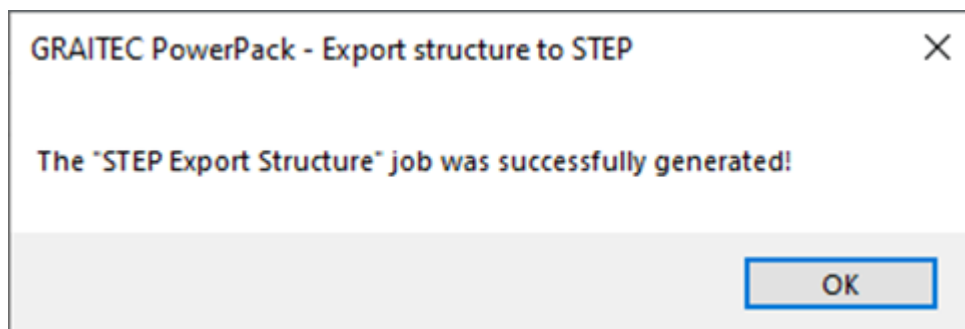 GRAITEC PowerPack - Export structure to STEP
The "STEP Export Structure" job was successfully generated!
OK